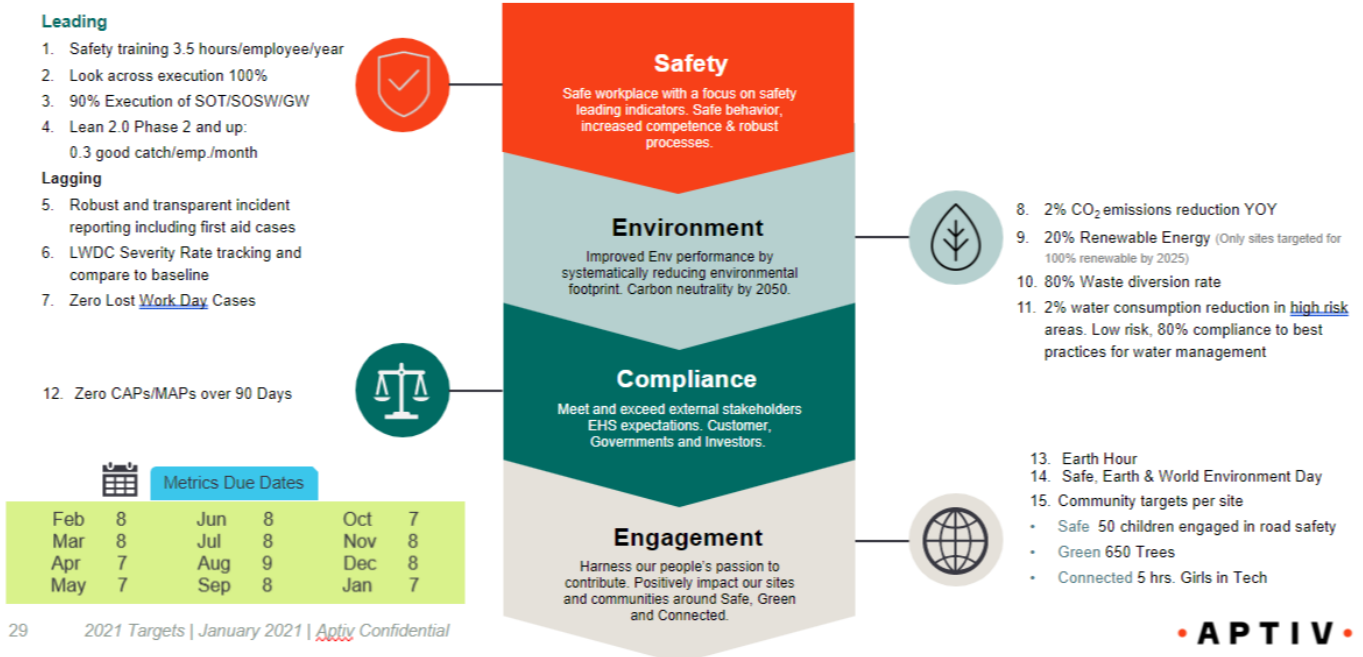 Leading
1. Safety training 3.5 hours/employee/year
2. Look across execution 100%
3. 90% Execution of SOT/SOSW/GW
4. Lean 2.0 Phase 2 and up:
0.3 good catch/emp./month
Lagging
5. Robust and transparent incident
reporting including first aid cases
6. LWDC Severity Rate tracking and
compare to baseline
7. Zero Lost Work Day Cases
Safety
Safe workplace with a focus on safety
leading indicators. Safe behavior,
increased competence & robust
processes.
Environment
Improved Env performance by
systematically reducing environmental
footprint. Carbon neutrality by 2050.
8. 2% CO₂ emissions reduction YOY
9. 20% Renewable Energy (Only sites targeted for
100% renewable by 2025)
10. 80% Waste diversion rate
11. 2% water consumption reduction in high risk
areas. Low risk, 80% compliance to best
practices for water management
12. Zero CAPs/MAPs over 90 Days
Compliance
Meet and exceed external stakeholders
EHS expectations. Customer,
Governments and Investors.
Metrics Due Dates
Feb 8 Jun 8 Oct 7
Mar 8 Jul 8 Nov 8
Apr 7 Aug 9 Dec 8
May 7 Sep 8 Jan 7
Engagement
Harness our people's passion to
contribute. Positively impact our sites
and communities around Safe, Green
and Connected.
13. Earth Hour
14. Safe, Earth & World Environment Day
15. Community targets per site
• Safe 50 children engaged in road safety
• Green 650 Trees
• Connected 5 hrs. Girls in Tech
29 2021 Targets | January 2021 | Aptiv Confidential
• APTIV •